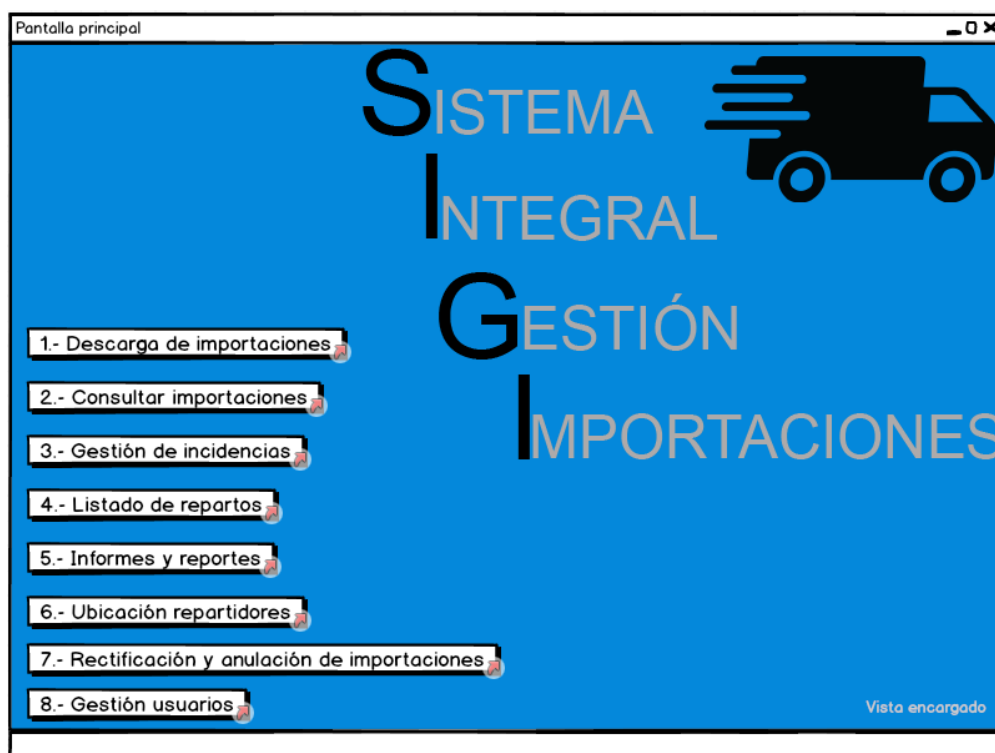 Pantalla principal
SISTEMA
INTEGRAL
GESTIÓN
IMPORTACIONES
1.- Descarga de importaciones
2.- Consultar importaciones
3.- Gestión de incidencias
4.- Listado de repartos
5.- Informes y reportes
6.- Ubicación repartidores
7.- Rectificación y anulación de importaciones
8.- Gestión usuarios
Vista encargado